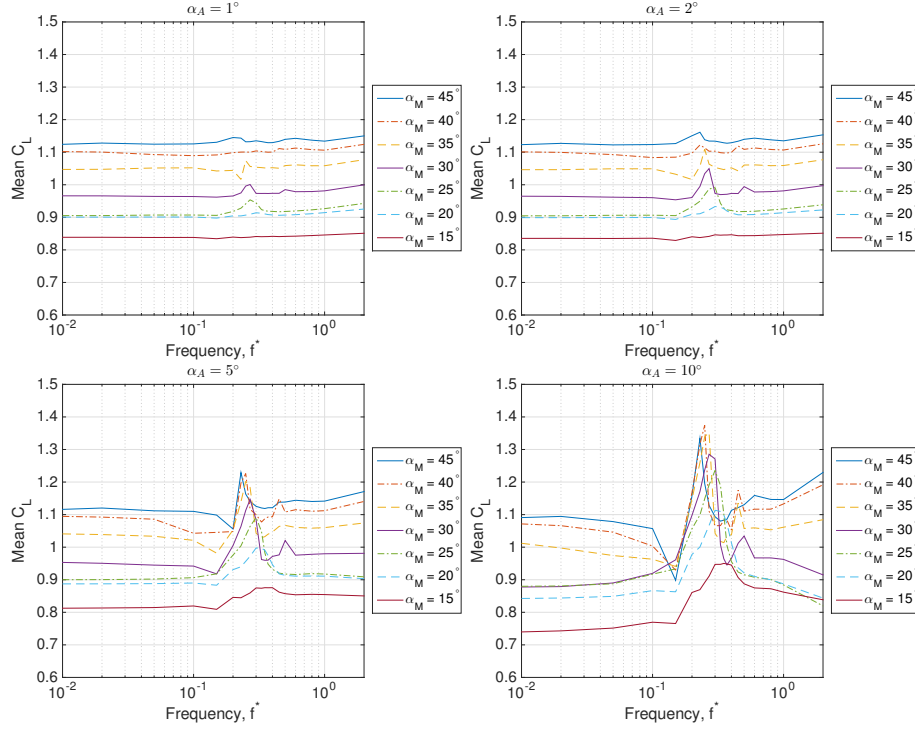 α_A = 1°
1.5
1.4
1.3
1.2
1.1
1
0.9
0.8
0.7
0.6
Mean C_L
10^-2
10^-1
10^0
Frequency, f^*
α_M = 45°
α_M = 40°
α_M = 35°
α_M = 30°
α_M = 25°
α_M = 20°
α_M = 15°
α_A = 2°
1.5
1.4
1.3
1.2
1.1
1
0.9
0.8
0.7
0.6
Mean C_L
10^-2
10^-1
10^0
Frequency, f^*
α_M = 45°
α_M = 40°
α_M = 35°
α_M = 30°
α_M = 25°
α_M = 20°
α_M = 15°
α_A = 5°
1.5
1.4
1.3
1.2
1.1
1
0.9
0.8
0.7
0.6
Mean C_L
10^-2
10^-1
10^0
Frequency, f^*
α_M = 45°
α_M = 40°
α_M = 35°
α_M = 30°
α_M = 25°
α_M = 20°
α_M = 15°
α_A = 10°
1.5
1.4
1.3
1.2
1.1
1
0.9
0.8
0.7
0.6
Mean C_L
10^-2
10^-1
10^0
Frequency, f^*
α_M = 45°
α_M = 40°
α_M = 35°
α_M = 30°
α_M = 25°
α_M = 20°
α_M = 15°